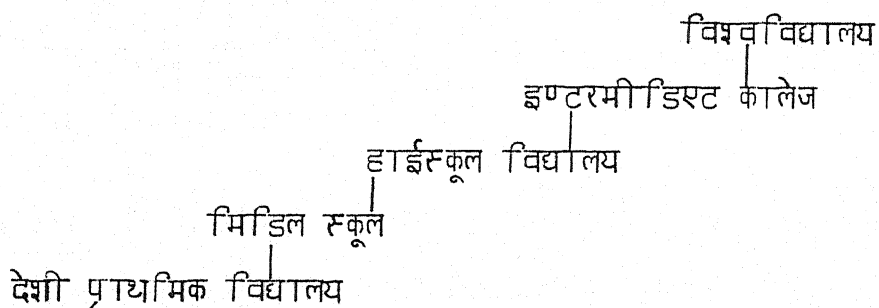 विश्वविद्यालय
इण्टरमीडिएट कालेज
हाईस्कूल विद्यालय
मिडिल स्कूल
देशी प्राथमिक विद्यालय